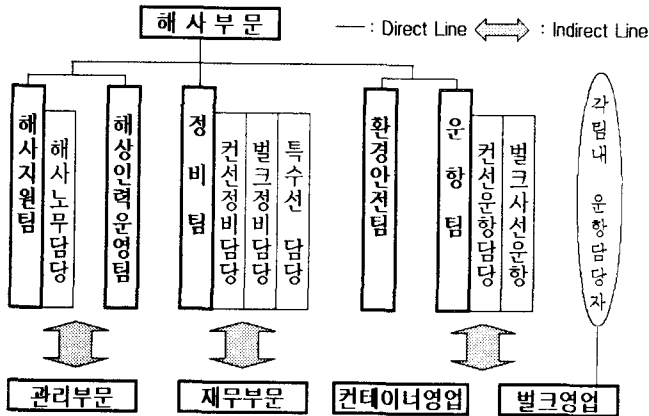 해사부문
: Direct Line
: Indirect Line
해사지원팀
해사노무담당
해상인력운영팀
정비팀
컨선정비담당
벌크정비담당
특수선 담당
환경안전팀
운항팀
컨선운항담당
벌크사선운항
각팀내 운항담당자
관리부문
재무부문
컨테이너영업
벌크영업